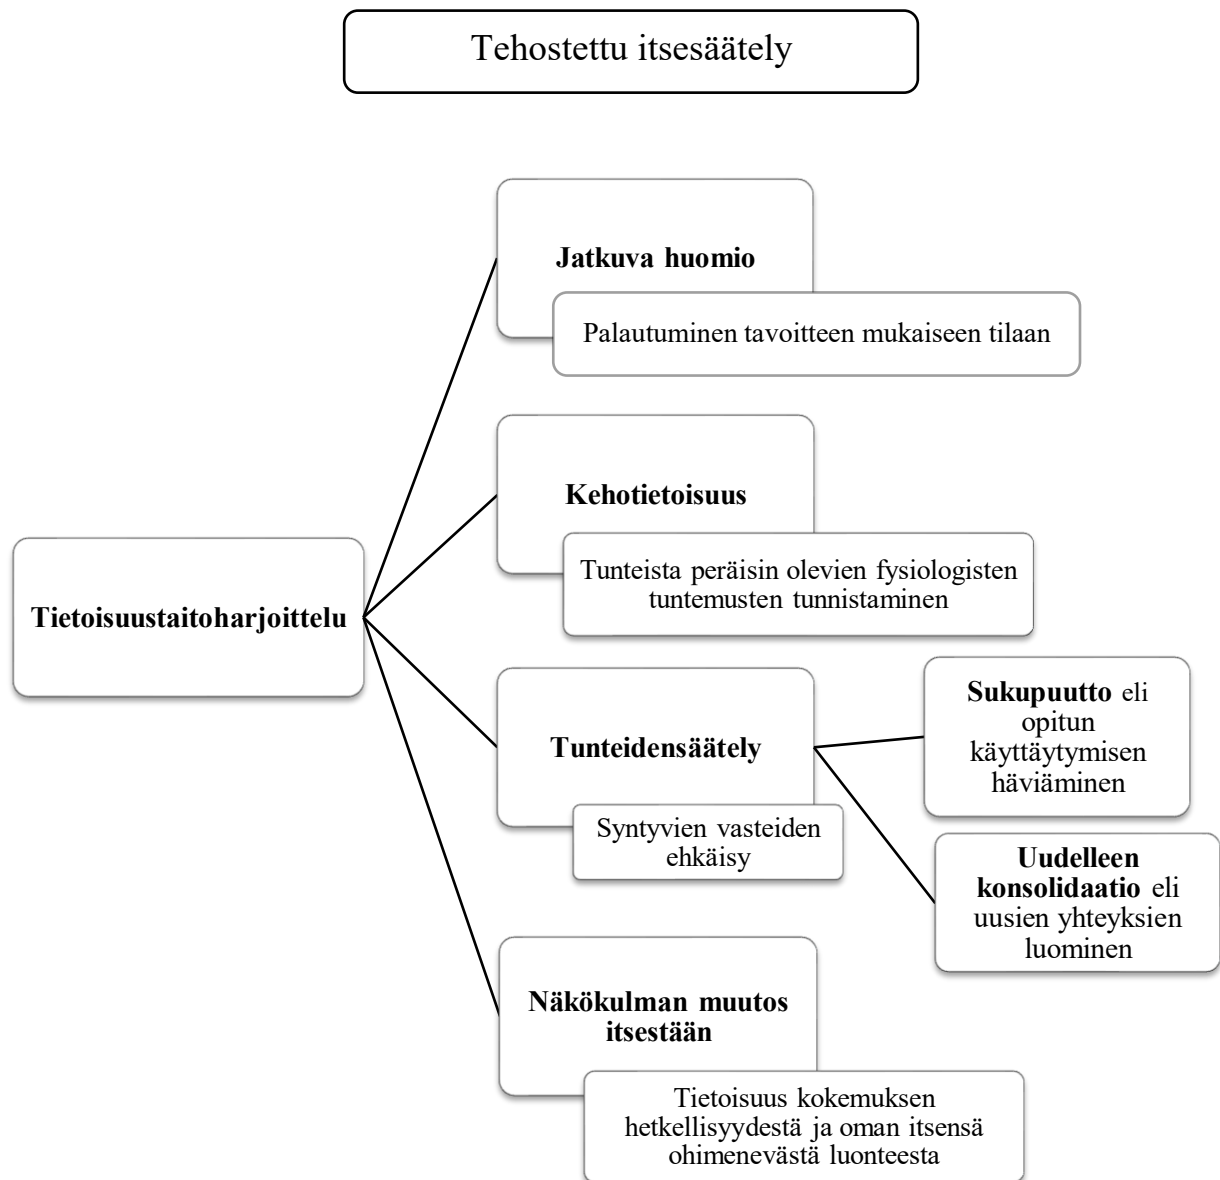 Tehostettu itsesäätely
Jatkuva huomio
Palautuminen tavoitteen mukaiseen tilaan
Kehotietoisuus
Tunteista peräisin olevien fysiologisten
tuntemusten tunnistaminen
Tietoisuustaitoharjoittelu
Tunteidensäätely
Syntyvien vasteiden
ehkäisy
Sukupuutto eli
opitun
käyttäytymisen
häviäminen
Uudelleen
konsolidaatio eli
uusien yhteyksien
luominen
Näkökulman muutos
itsestään
Tietoisuus kokemuksen
hetkellisyydestä ja oman itsensä
ohimenevästä luonteesta